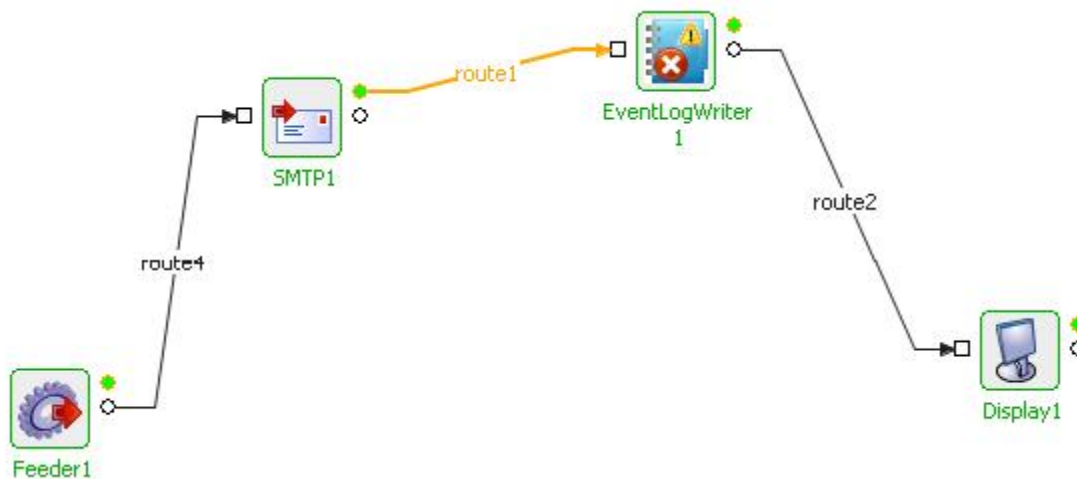 route1
EventLogWriter
1
SMTP1
route2
route4
Display1
Feeder1